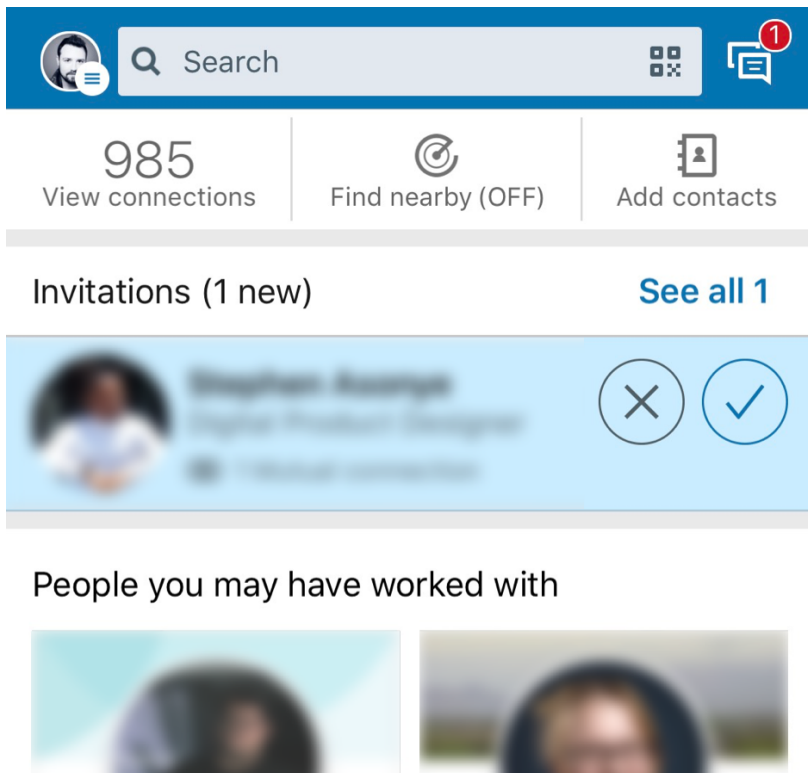 Search
1
985
View connections
Find nearby (OFF)
Add contacts
Invitations (1 new)
See all 1
People you may have worked with